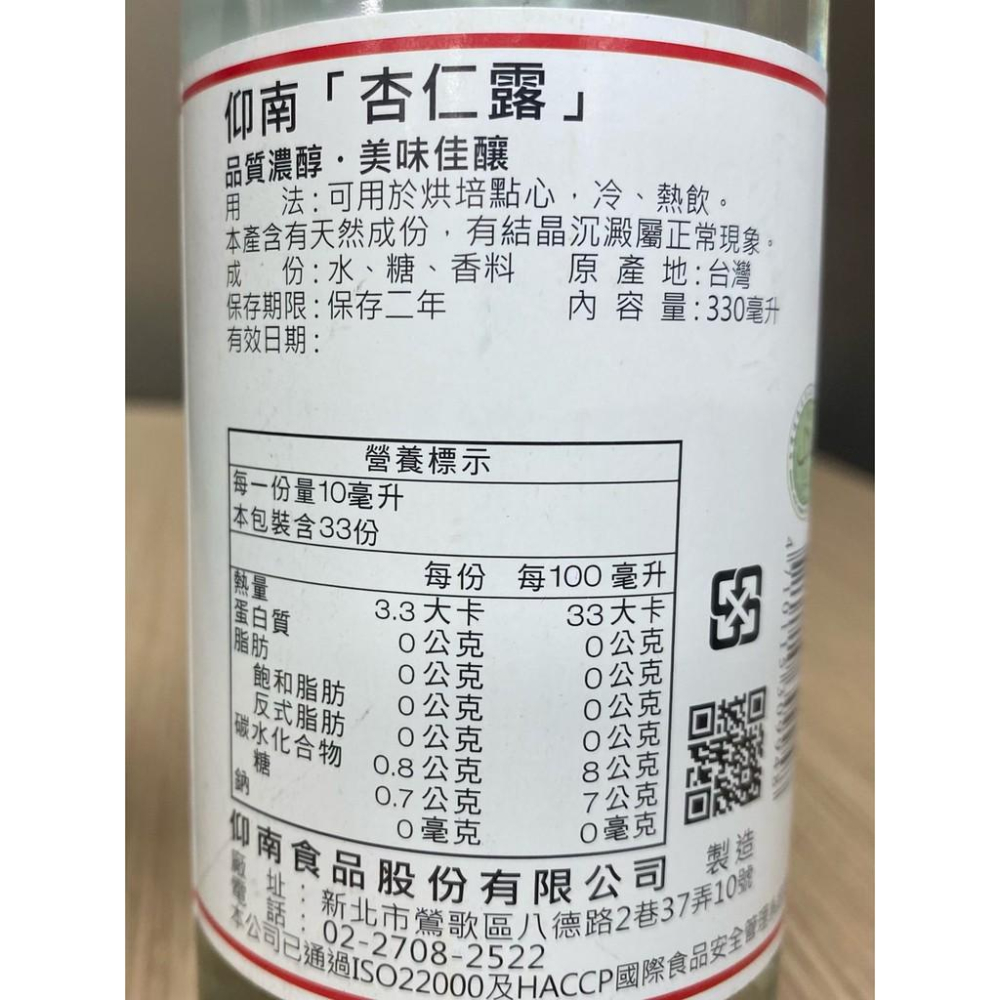 仰南「杏仁露」
品質濃醇・美味佳釀
用 法：可用於烘培點心，冷、熱飲。
本產含有天然成份，有結晶沉澱屬正常現象。
成 份：水、糖、香料 原產地：台灣
保存期限：保存二年 內容量：330毫升
有效日期：
營養標示
每一份量10毫升
本包裝含33份
每份 每100毫升
熱量 3.3大卡 33大卡
蛋白質 0公克 0公克
脂肪 0公克 0公克
飽和脂肪 0公克 0公克
反式脂肪 0公克 0公克
碳水化合物 0.8公克 8公克
糖 0.7公克 7公克
鈉 0毫克 0毫克
仰南食品股份有限公司 製造
廠 址：新北市鶯歌區八德路2巷37弄10號
電 話：02-2708-2522
本公司已通過ISO22000及HACCP國際食品安全管理